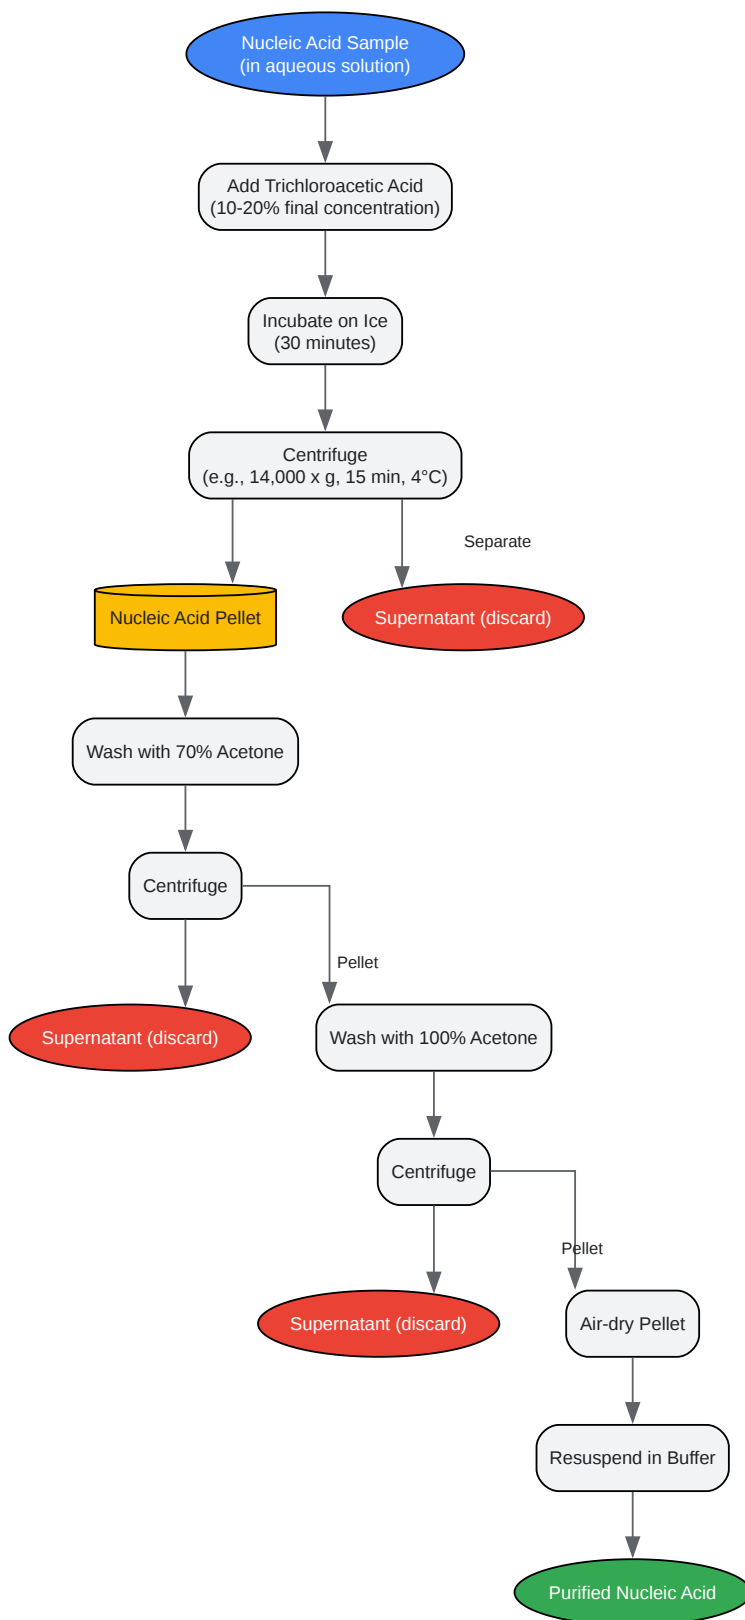 Nucleic Acid Sample
(in aqueous solution)
Add Trichloroacetic Acid
(10-20% final concentration)
Incubate on Ice
(30 minutes)
Centrifuge
(e.g., 14,000 x g, 15 min, 4°C)
Separate
Nucleic Acid Pellet
Supernatant (discard)
Wash with 70% Acetone
Centrifuge
Pellet
Supernatant (discard)
Wash with 100% Acetone
Centrifuge
Pellet
Supernatant (discard)
Air-dry Pellet
Resuspend in Buffer
Purified Nucleic Acid